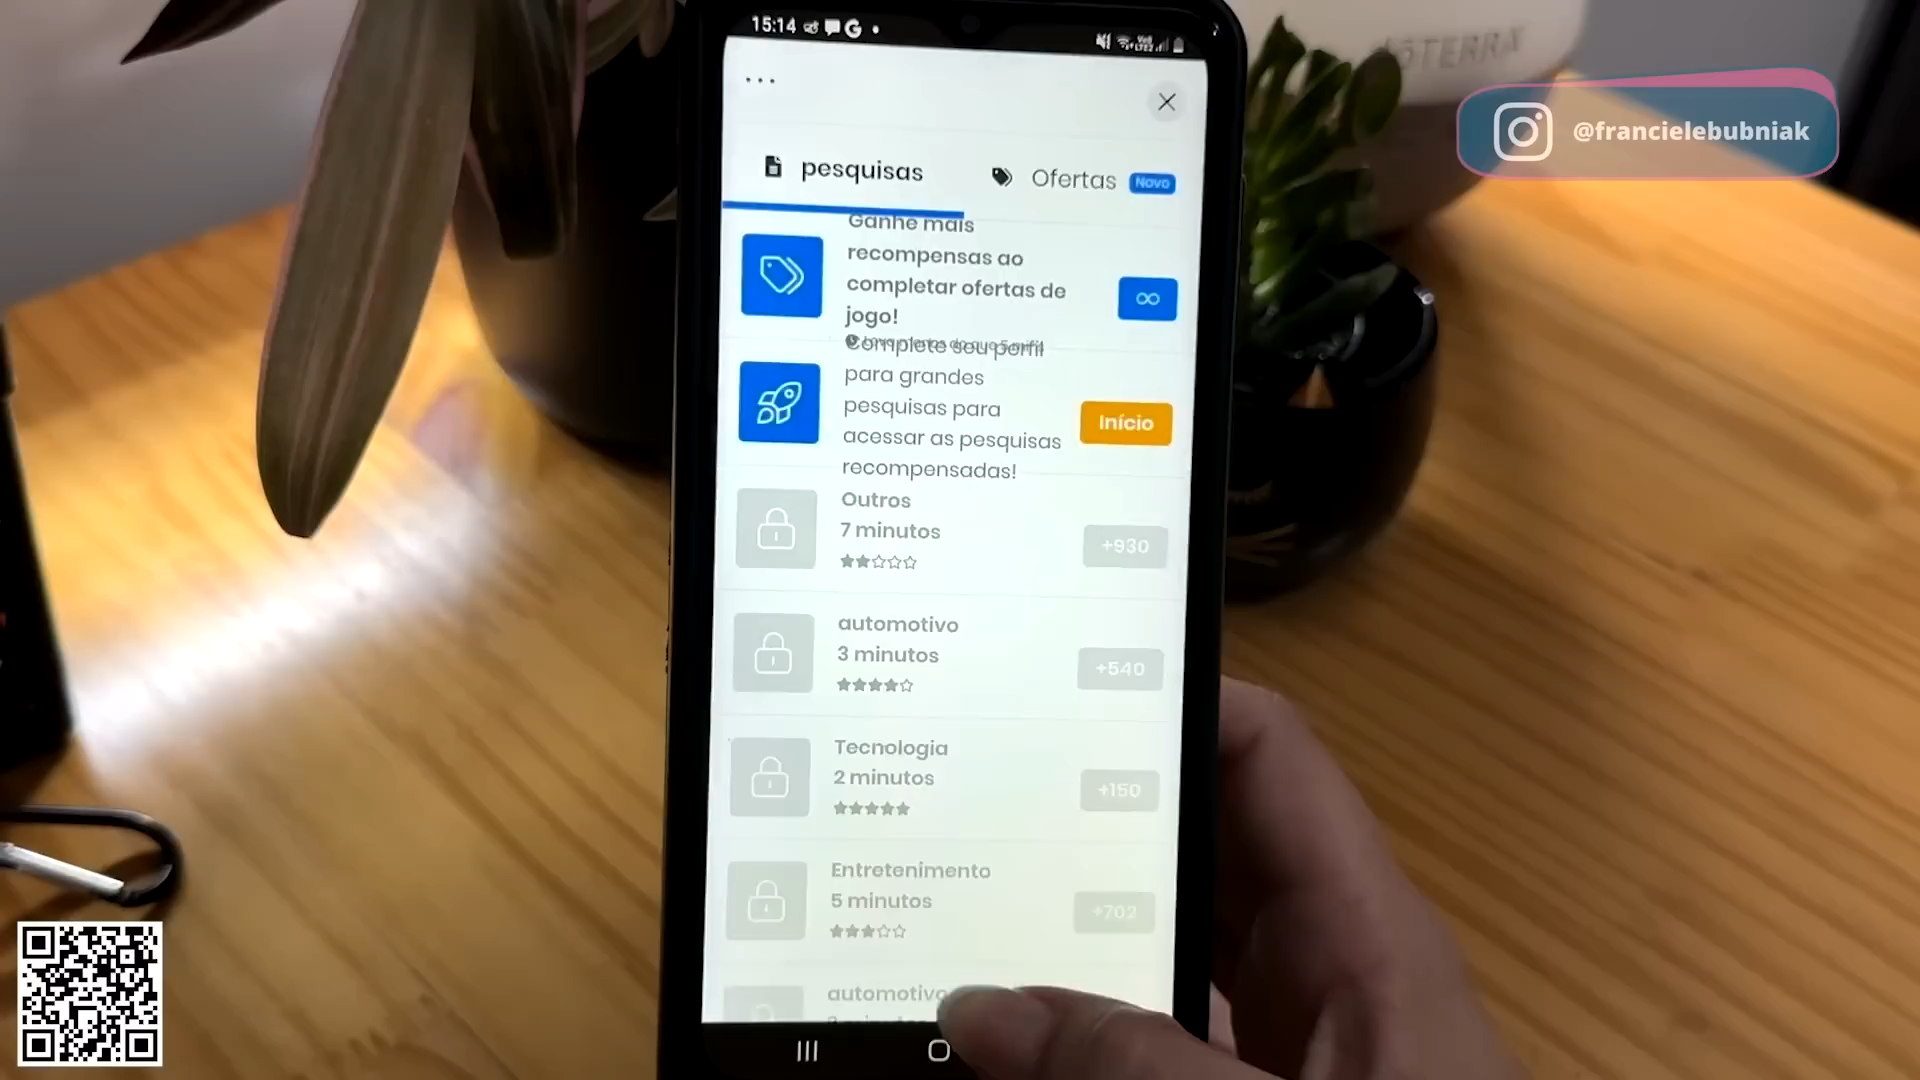 15:14
dōTERRA
@francielebubniak
pesquisas
Ofertas
Novo
Ganhe mais
recompensas ao
completar ofertas de
jogo!
Complete seu perfil
para grandes
pesquisas para
acessar as pesquisas
recompensadas!
Início
Outros
7 minutos
+930
automotivo
3 minutos
+540
Tecnologia
2 minutos
+150
Entretenimento
5 minutos
+702
automotivo